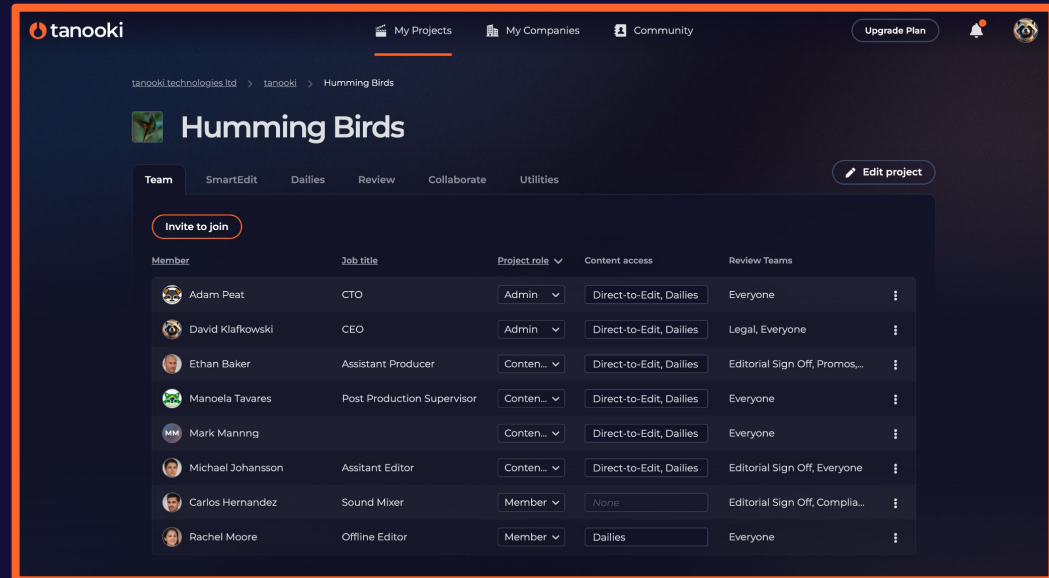 tanooki My Projects My Companies Community Upgrade Plan
tanooki technologies ltd > tanooki > Humming Birds
Humming Birds
Team SmartEdit Dailies Review Collaborate Utilities Edit project
Invite to join
Member Job title Project role Content access Review Teams
Adam Peat CTO Admin Direct-to-Edit, Dailies Everyone
David Klafkowski CEO Admin Direct-to-Edit, Dailies Legal, Everyone
Ethan Baker Assistant Producer Conten... Direct-to-Edit, Dailies Editorial Sign Off, Promos,...
Manoela Tavares Post Production Supervisor Conten... Direct-to-Edit, Dailies Everyone
MM Mark Mannng Conten... Direct-to-Edit, Dailies Everyone
Michael Johansson Assitant Editor Conten... Direct-to-Edit, Dailies Editorial Sign Off, Everyone
Carlos Hernandez Sound Mixer Member None Editorial Sign Off, Complia...
Rachel Moore Offline Editor Member Dailies Everyone